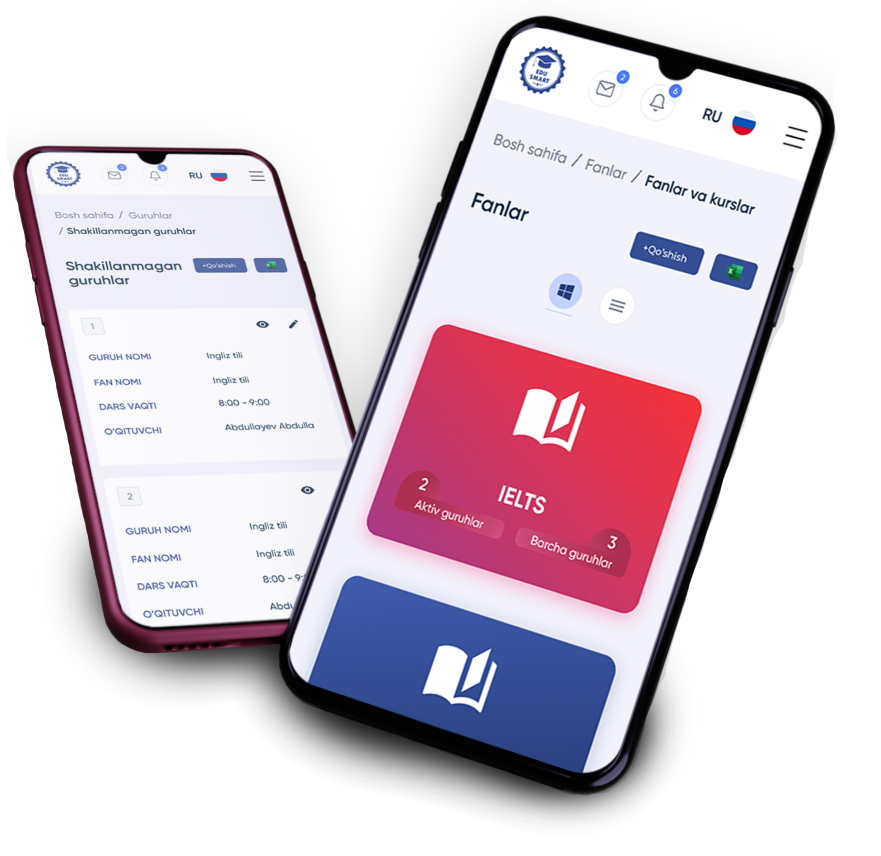 EDU
SMART
2
RU
Bosh sahifa / Guruhlar
/ Shakillanmagan guruhlar
Shakillanmagan
guruhlar
+Qo'shish
1
GURUH NOMI Ingliz tili
FAN NOMI Ingliz tili
DARS VAQTI 8:00 - 9:00
O'QITUVCHI Abdullayev Abdulla
2
GURUH NOMI Ingliz tili
FAN NOMI Ingliz tili
DARS VAQTI 8:00 - 9:
O'QITUVCHI Abdu
EDU
SMART
2
6
RU
Bosh sahifa / Fanlar / Fanlar va kurslar
Fanlar
+Qo'shish
X
IELTS
2
Aktiv guruhlar
3
Barcha guruhlar